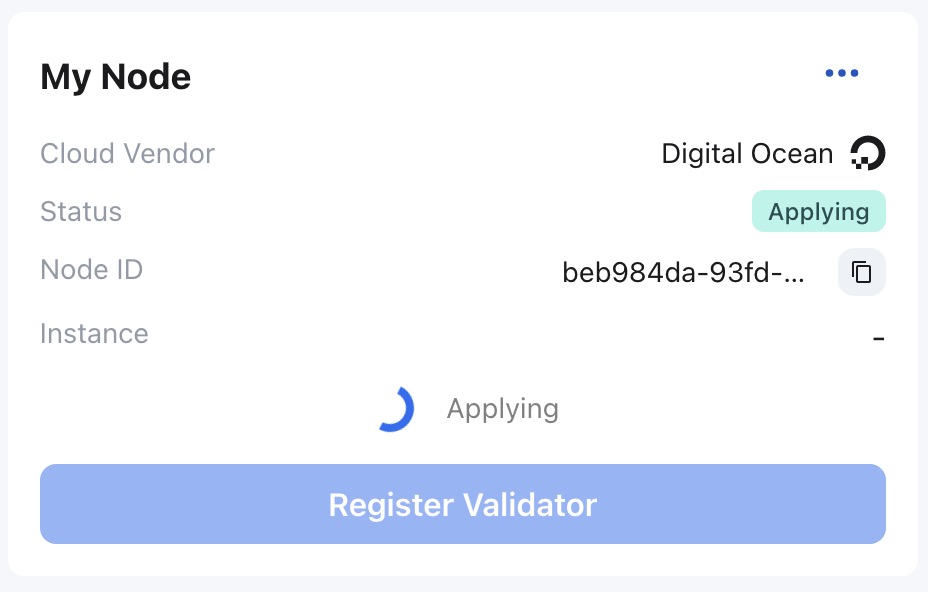 My Node
Cloud Vendor Digital Ocean
Status Applying
Node ID beb984da-93fd-...
Instance -
Applying
Register Validator